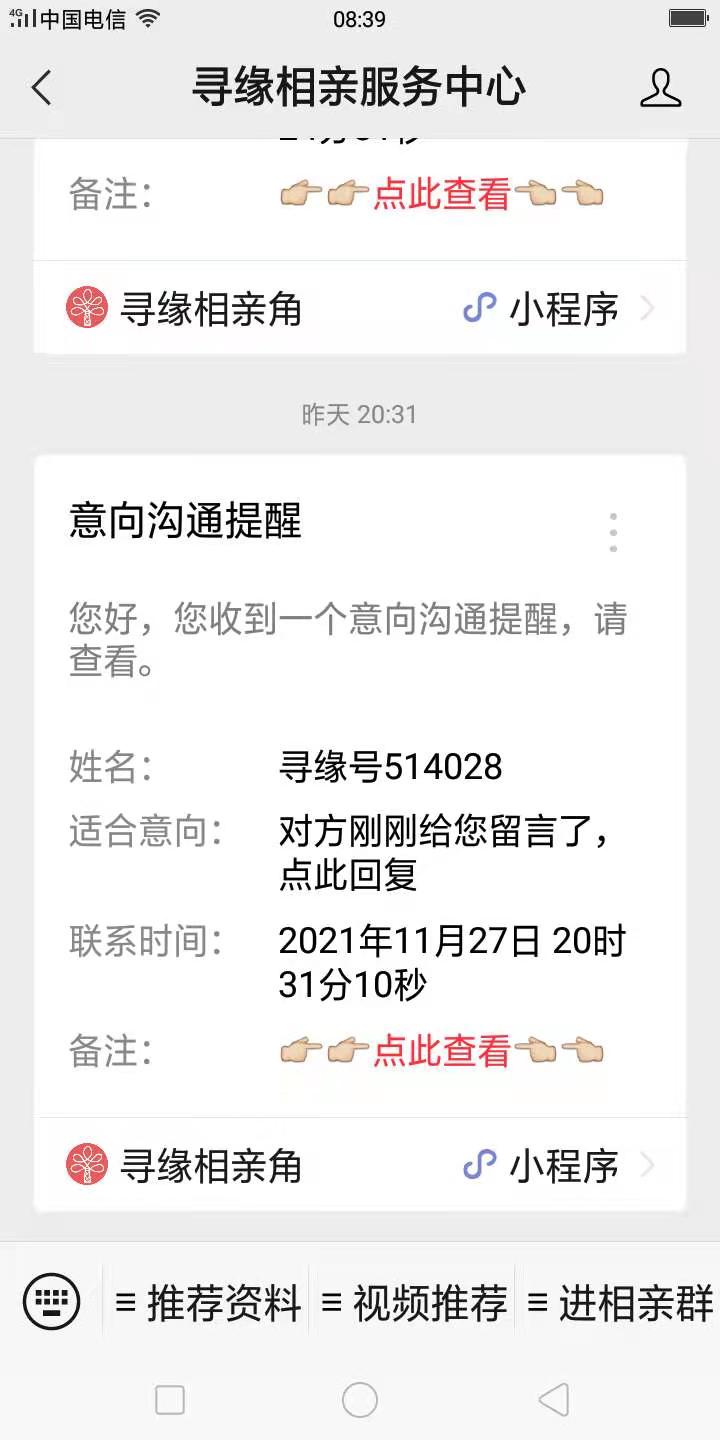 4G 中国电信 08:39
寻缘相亲服务中心
备注： 👉🏼👉🏼点此查看👈🏼👈🏼
寻缘相亲角 小程序
昨天 20:31
意向沟通提醒
您好，您收到一个意向沟通提醒，请
查看。
姓名： 寻缘号514028
适合意向： 对方刚刚给您留言了，
点此回复
联系时间： 2021年11月27日 20时
31分10秒
备注： 👉🏼👉🏼点此查看👈🏼👈🏼
寻缘相亲角 小程序
推荐资料 视频推荐 进相亲群